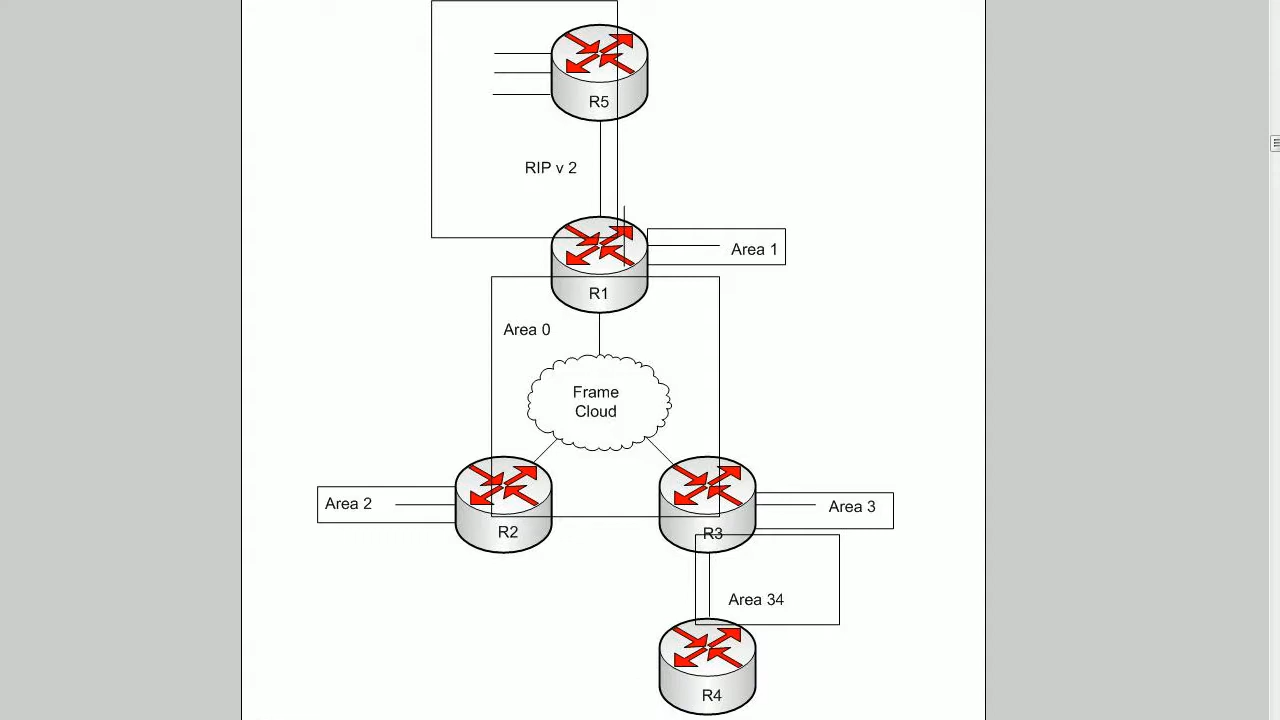 R5
RIP v 2
Area 1
R1
Area 0
Frame
Cloud
Area 2
R2
Area 3
R3
Area 34
R4